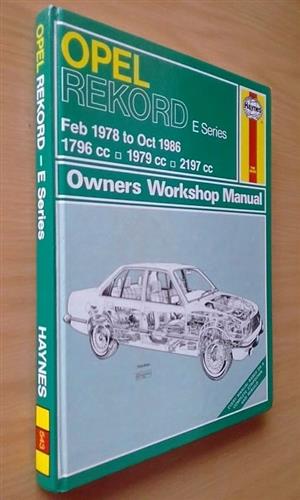 OPEL REKORD - E Series
HAYNES
543
OPEL
Haynes
REKORD
E Series
Feb 1978 to Oct 1986
1796 cc □ 1979 cc □ 2197 cc
Owners Workshop Manual